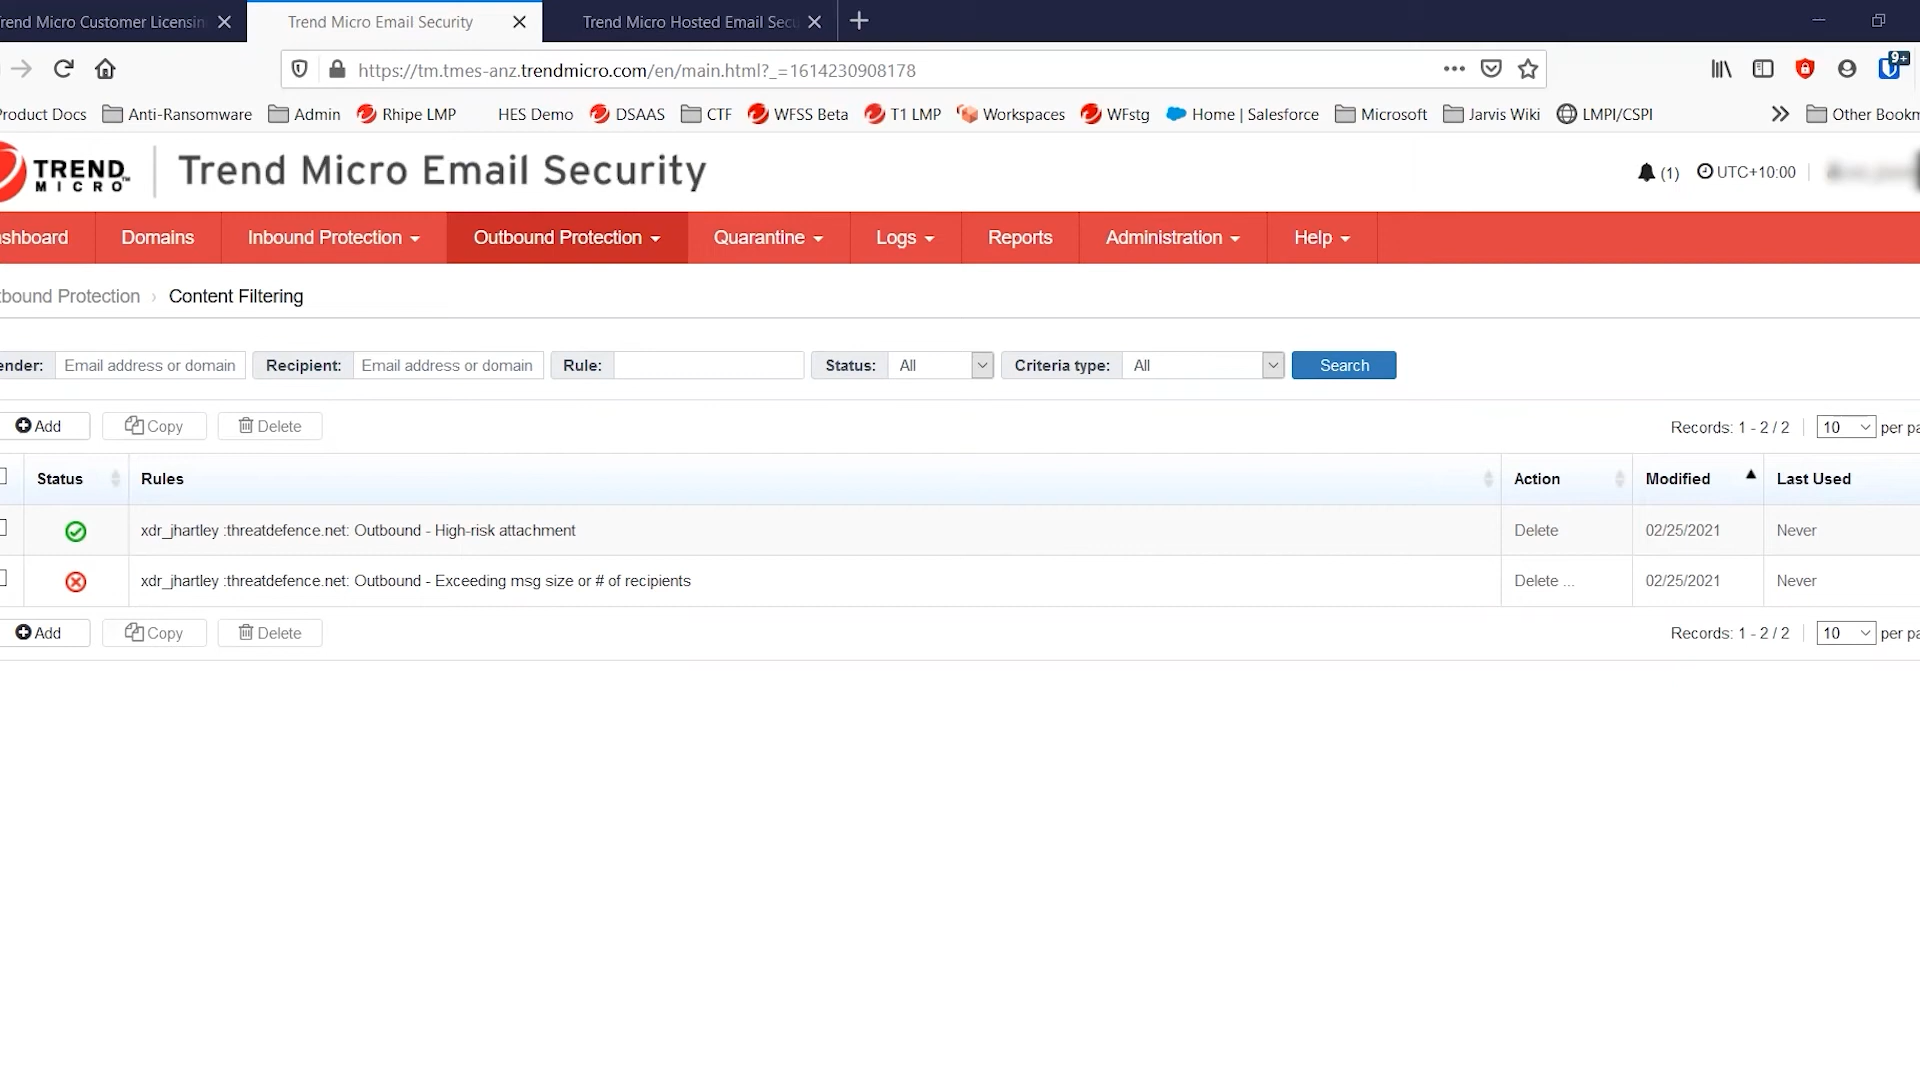 Trend Micro Customer Licensin
Trend Micro Email Security
Trend Micro Hosted Email Secu
https://tm.tmes-anz.trendmicro.com/en/main.html?_=1614230908178
9+
Product Docs Anti-Ransomware Admin Rhipe LMP HES Demo DSAAS CTF WFSS Beta T1 LMP Workspaces WFstg Home | Salesforce Microsoft Jarvis Wiki LMPI/CSPI Other Bookm
TREND MICRO™
Trend Micro Email Security
(1) UTC+10:00
shboard Domains Inbound Protection Outbound Protection Quarantine Logs Reports Administration Help
tbound Protection › Content Filtering
ender: Email address or domain Recipient: Email address or domain Rule: Status: All Criteria type: All Search
Add Copy Delete Records: 1 - 2 / 2 10 per pa
Status Rules Action Modified Last Used
xdr_jhartley :threatdefence.net: Outbound - High-risk attachment Delete 02/25/2021 Never
xdr_jhartley :threatdefence.net: Outbound - Exceeding msg size or # of recipients Delete ... 02/25/2021 Never
Add Copy Delete Records: 1 - 2 / 2 10 per pa